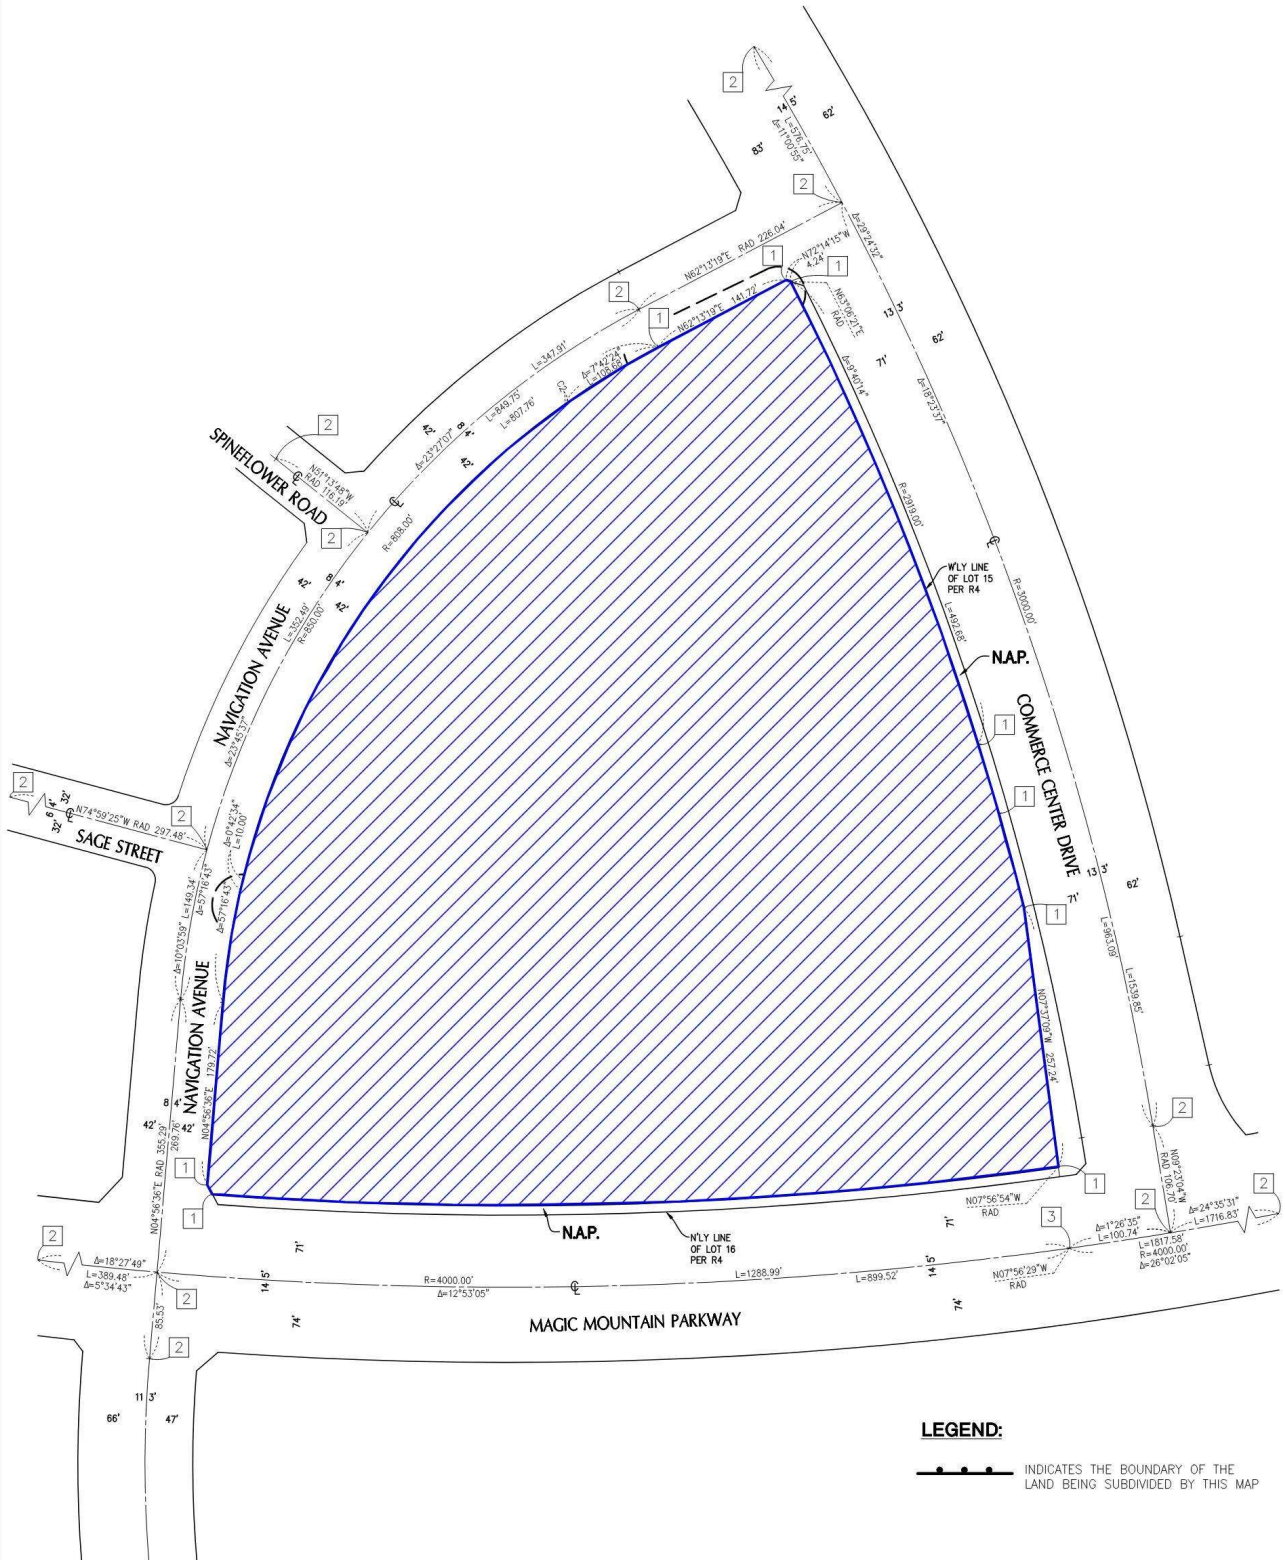 2
14.5'
62'
L=576.75'
Δ=11°00'55"
83'
2
Δ=29°24'32"
N62°13'19"E RAD 226.04'
1
N72°14'15"W
4.24'
1
2
N63°06'21"E
RAD
1
N62°13'19"E 141.72'
13.3'
62'
71'
L=347.91'
Δ=7°42'24"
L=108.68'
Δ=9°40'14"
Δ=18°23'37"
L=849.75'
L=807.76'
42'
8.4'
Δ=23°27'07"
42'
2
SPINEFLOWER ROAD
N51°13'48"W
RAD 116.19'
R=808.00'
R=2919.00'
2
W'LY LINE
OF LOT 15
PER R4
R=3000.00'
42'
8.4'
42'
L=352.49'
R=850.00'
L=492.68'
N.A.P.
NAVIGATION AVENUE
Δ=23°45'37"
COMMERCE CENTER DRIVE
1
2
6.4'
32'
32'
N74°59'25"W RAD 297.48'
2
SAGE STREET
Δ=0°42'34"
L=10.00'
1
13.3'
62'
71'
1
Δ=10°03'59" L=149.34'
Δ=57°16'43"
Δ=57°16'43"
L=963.09'
L=1539.85'
NAVIGATION AVENUE
N04°56'36"E 179.72'
N07°37'09"W 257.24'
8.4'
42'
42'
N04°56'36"E RAD 355.29'
269.76'
1
1
2
N09°23'04"W
RAD 106.70'
1
N07°56'54"W
RAD
2
2
Δ=24°35'31"
L=1716.83'
3
Δ=1°26'35"
L=100.74'
L=1817.58'
R=4000.00'
Δ=26°02'05"
N.A.P.
N'LY LINE
OF LOT 16
PER R4
71'
71'
2
Δ=18°27'49"
L=389.48'
Δ=5°34'43"
2
14.5'
R=4000.00'
Δ=12°53'05"
L=1288.99'
L=899.52'
14.5'
N07°56'29"W
RAD
85.53'
74'
74'
MAGIC MOUNTAIN PARKWAY
2
11.3'
66'
47'
LEGEND:
INDICATES THE BOUNDARY OF THE
LAND BEING SUBDIVIDED BY THIS MAP